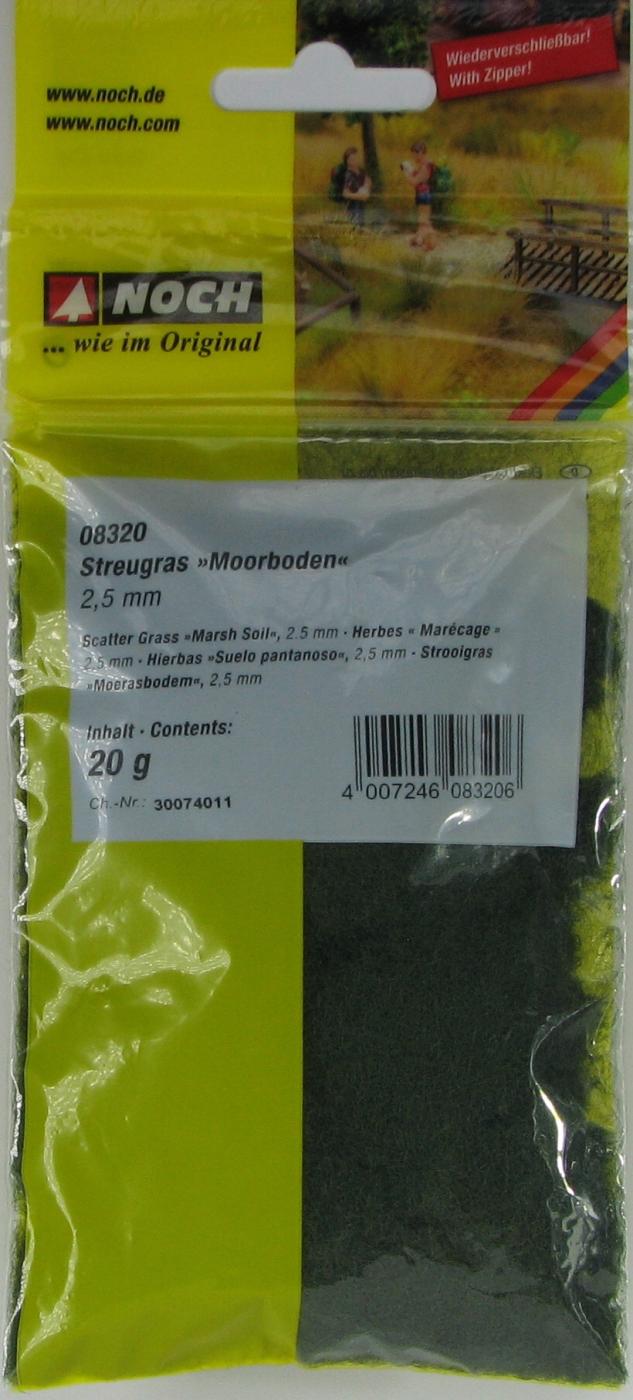 Wiederverschließbar!
With Zipper!
www.noch.de
www.noch.com
NOCH
... wie im Original
08320
Streugras »Moorboden«
2,5 mm
Scatter Grass »Marsh Soil«, 2.5 mm · Herbes « Marécage »
2,5 mm · Hierbas »Suelo pantanoso«, 2,5 mm · Strooigras
»Moerasbodem«, 2,5 mm
Inhalt · Contents:
20 g
Ch.-Nr.: 30074011
4 007246 083206